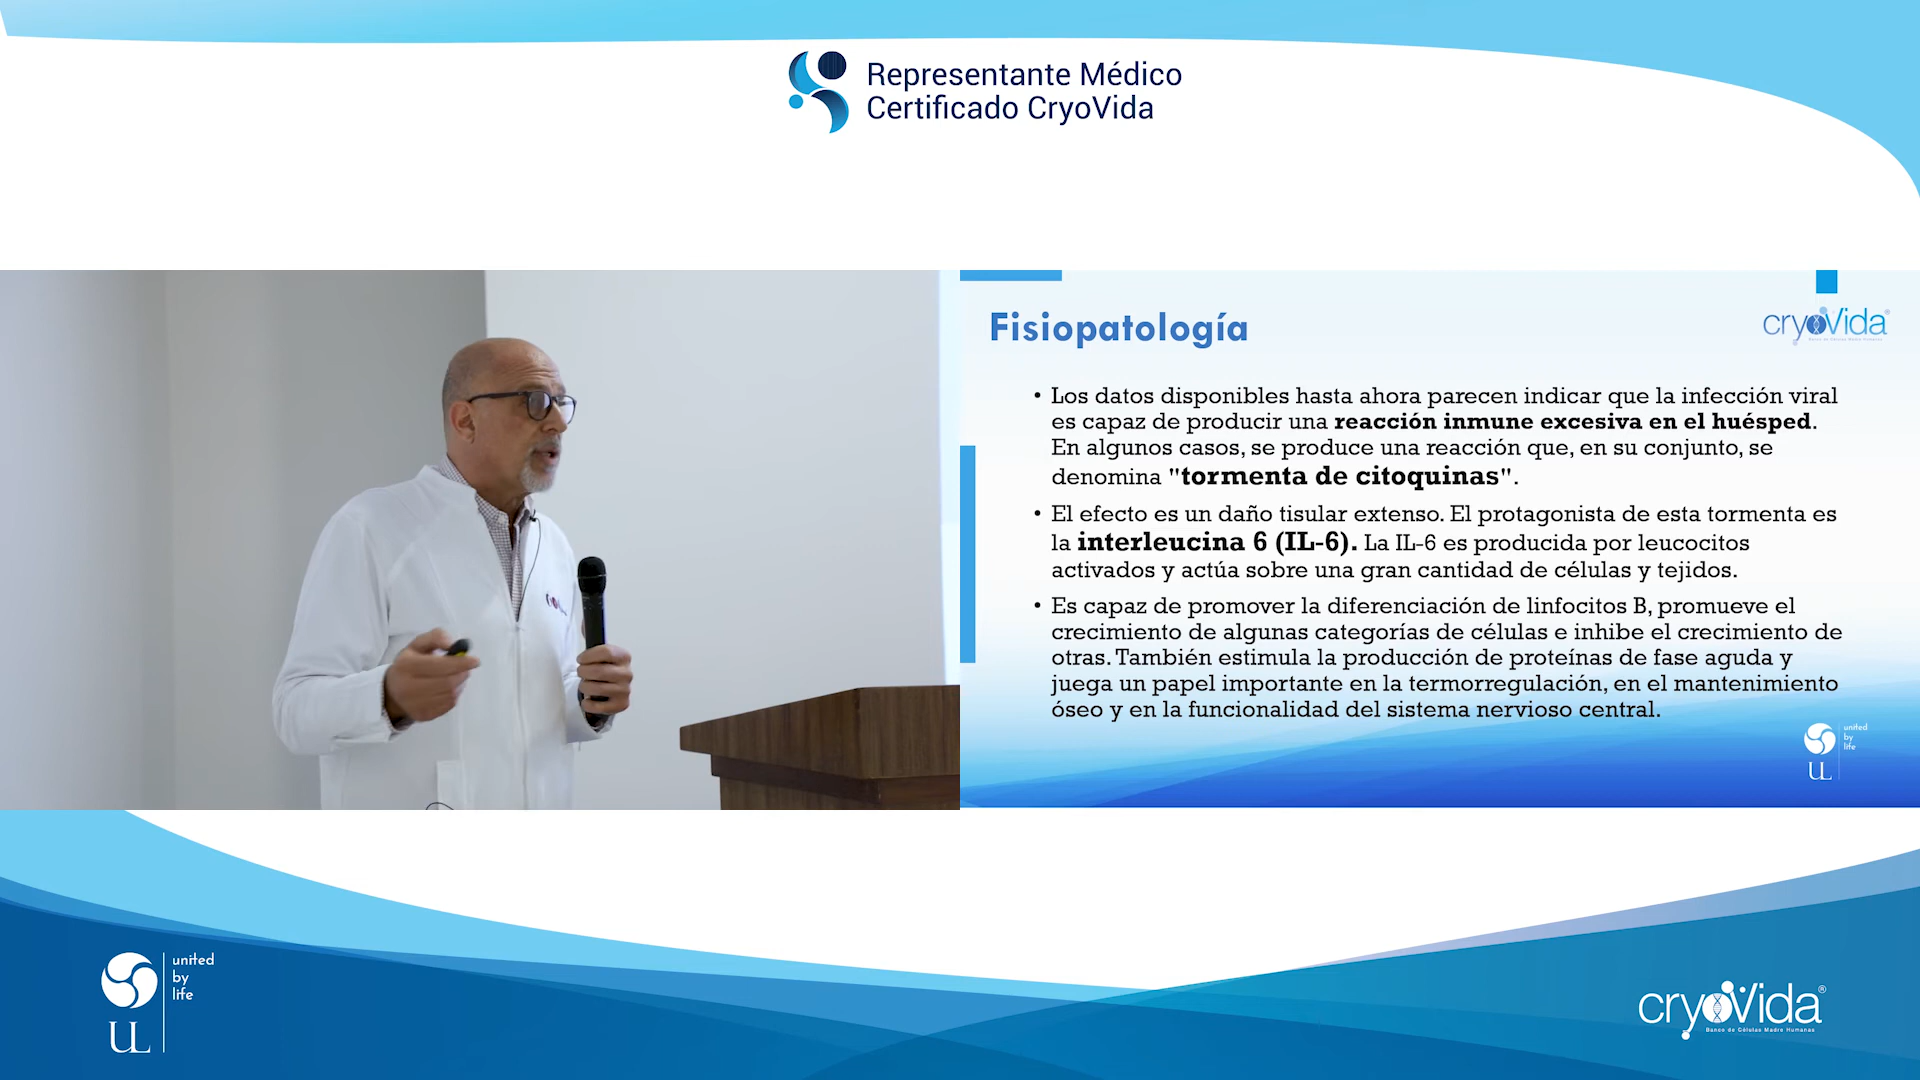 Representante Médico
Certificado CryoVida
Fisiopatología
cryoVida
• Los datos disponibles hasta ahora parecen indicar que la infección viral
es capaz de producir una reacción inmune excesiva en el huésped.
En algunos casos, se produce una reacción que, en su conjunto, se
denomina "tormenta de citoquinas".
• El efecto es un daño tisular extenso. El protagonista de esta tormenta es
la interleucina 6 (IL-6). La IL-6 es producida por leucocitos
activados y actúa sobre una gran cantidad de células y tejidos.
• Es capaz de promover la diferenciación de linfocitos B, promueve el
crecimiento de algunas categorías de células e inhibe el crecimiento de
otras. También estimula la producción de proteínas de fase aguda y
juega un papel importante en la termorregulación, en el mantenimiento
óseo y en la funcionalidad del sistema nervioso central.
united
by
life
UL
united
by
life
UL
cryoVida®
Banco de Células Madre Humanas